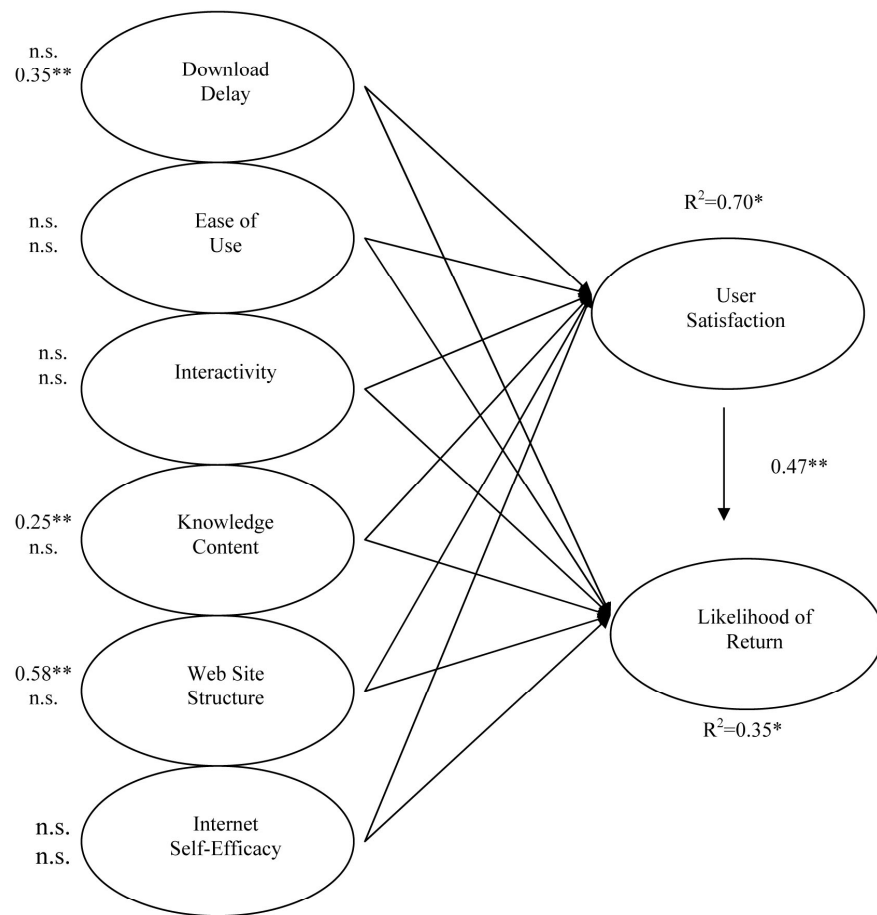 n.s.
0.35**
Download
Delay
n.s.
n.s.
Ease of
Use
n.s.
n.s.
Interactivity
0.25**
n.s.
Knowledge
Content
0.58**
n.s.
Web Site
Structure
n.s.
n.s.
Internet
Self-Efficacy
R²=0.70*
User
Satisfaction
0.47**
Likelihood of
Return
R²=0.35*